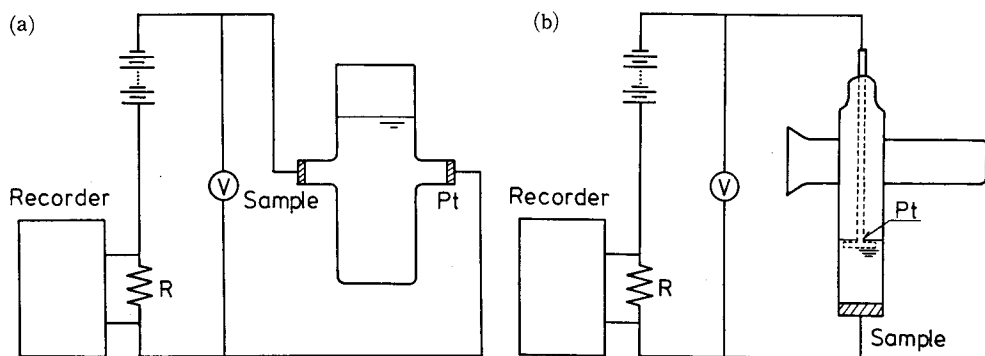 (a)
Recorder
R
V
Sample
Pt
(b)
Recorder
R
V
Pt
Sample